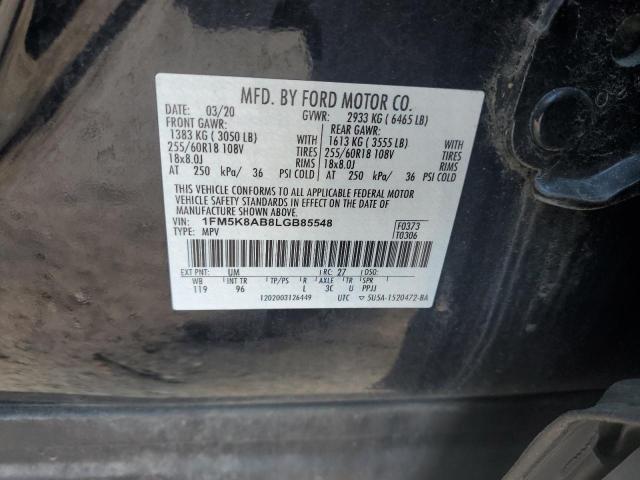 MFD. BY FORD MOTOR CO.
DATE: 03/20 GVWR: 2933 KG ( 6465 LB)
FRONT GAWR: REAR GAWR:
1383 KG ( 3050 LB) WITH 1613 KG ( 3555 LB) WITH
255/60R18 108V TIRES 255/60R18 108V TIRES
18x8.0J RIMS 18x8.0J RIMS
AT 250 kPa/ 36 PSI COLD AT 250 kPa/ 36 PSI COLD
THIS VEHICLE CONFORMS TO ALL APPLICABLE FEDERAL MOTOR
VEHICLE SAFETY STANDARDS IN EFFECT ON THE DATE OF
MANUFACTURE SHOWN ABOVE.
VIN: 1FM5K8AB8LGB85548 F0373
TYPE: MPV T0306
EXT PNT: UM RC: 27 DSO:
WB INT TR TP/PS R AXLE TR SPR
119 96 L 3C U PPJJ
1202003126449 UTC ▽ 5U5A-1520472-BA